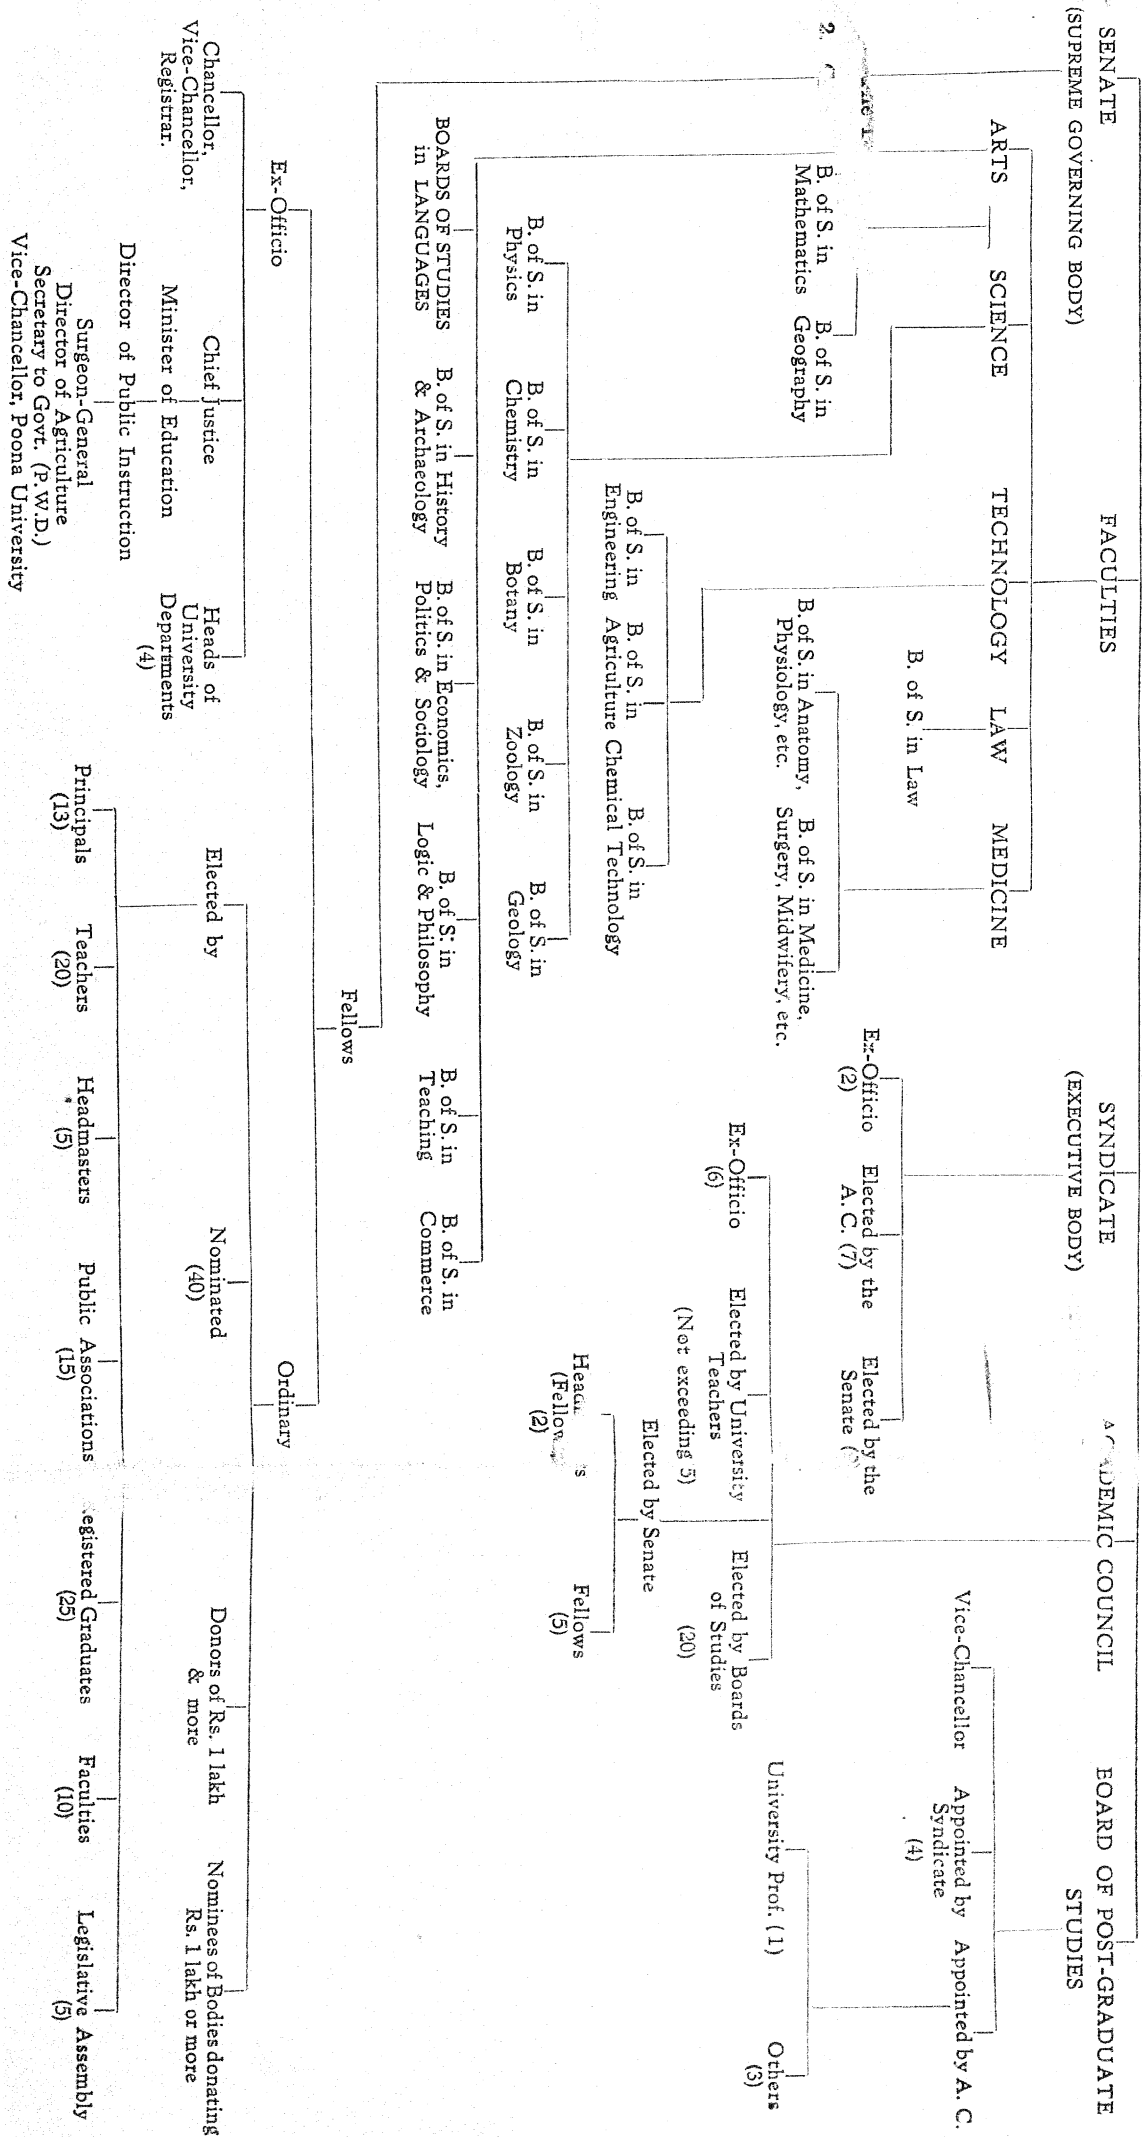 SENATE
(SUPREME GOVERNING BODY)
FACULTIES
SYNDICATE
(EXECUTIVE BODY)
ACADEMIC COUNCIL
BOARD OF POST-GRADUATE
STUDIES
ARTS
SCIENCE
TECHNOLOGY
LAW
MEDICINE
Vice-Chancellor
Appointed by
Syndicate
(4)
Appointed by A. C.
B. of S. in Law
Ex-Officio
(2)
Elected by the
A. C. (7)
Elected by the
Senate
2.
B. of S. in
Mathematics
B. of S. in
Geography
B. of S. in Anatomy,
Physiology, etc.
B. of S. in Medicine,
Surgery, Midwifery, etc.
University Prof. (1)
Others
(3)
Ex-Officio
(6)
Elected by University
Teachers
(Not exceeding 5)
Elected by Boards
of Studies
(20)
Elected by Senate
B. of S. in
Engineering
B. of S. in
Agriculture
B. of S. in
Chemical Technology
(2)
Fellows
(5)
B. of S. in
Physics
B. of S. in
Chemistry
B. of S. in
Botany
B. of S. in
Zoology
B. of S. in
Geology
BOARDS OF STUDIES
in LANGUAGES
B. of S. in History
& Archaeology
B. of S. in Economics,
Politics & Sociology
B. of S. in
Logic & Philosophy
B. of S. in
Teaching
B. of S. in
Commerce
Fellows
Ex-Officio
Ordinary
Chancellor,
Vice-Chancellor,
Registrar.
Chief Justice
Minister of Education
Director of Public Instruction
Surgeon-General
Director of Agriculture
Secretary to Govt. (P.W.D.)
Vice-Chancellor, Poona University
Heads of
University
Departments
(4)
Elected by
Nominated
(40)
Donors of Rs. 1 lakh
& more
Nominees of Bodies donating
Rs. 1 lakh or more
Principals
(13)
Teachers
(20)
Headmasters
(5)
Public Associations
(15)
Registered Graduates
(25)
Faculties
(10)
Legislative Assembly
(5)